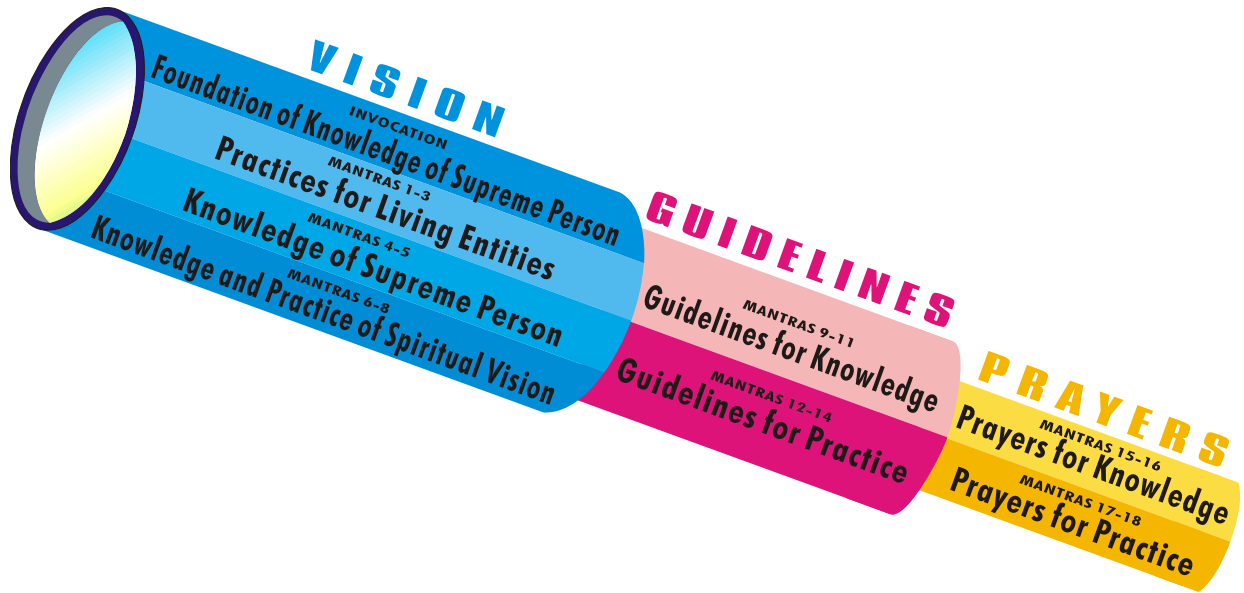 VISION
INVOCATION
Foundation of Knowledge of Supreme Person
MANTRAS 1-3
Practices for Living Entities
MANTRAS 4-5
Knowledge of Supreme Person
MANTRAS 6-8
Knowledge and Practice of Spiritual Vision
GUIDELINES
MANTRAS 9-11
Guidelines for Knowledge
MANTRAS 12-14
Guidelines for Practice
PRAYERS
MANTRAS 15-16
Prayers for Knowledge
MANTRAS 17-18
Prayers for Practice